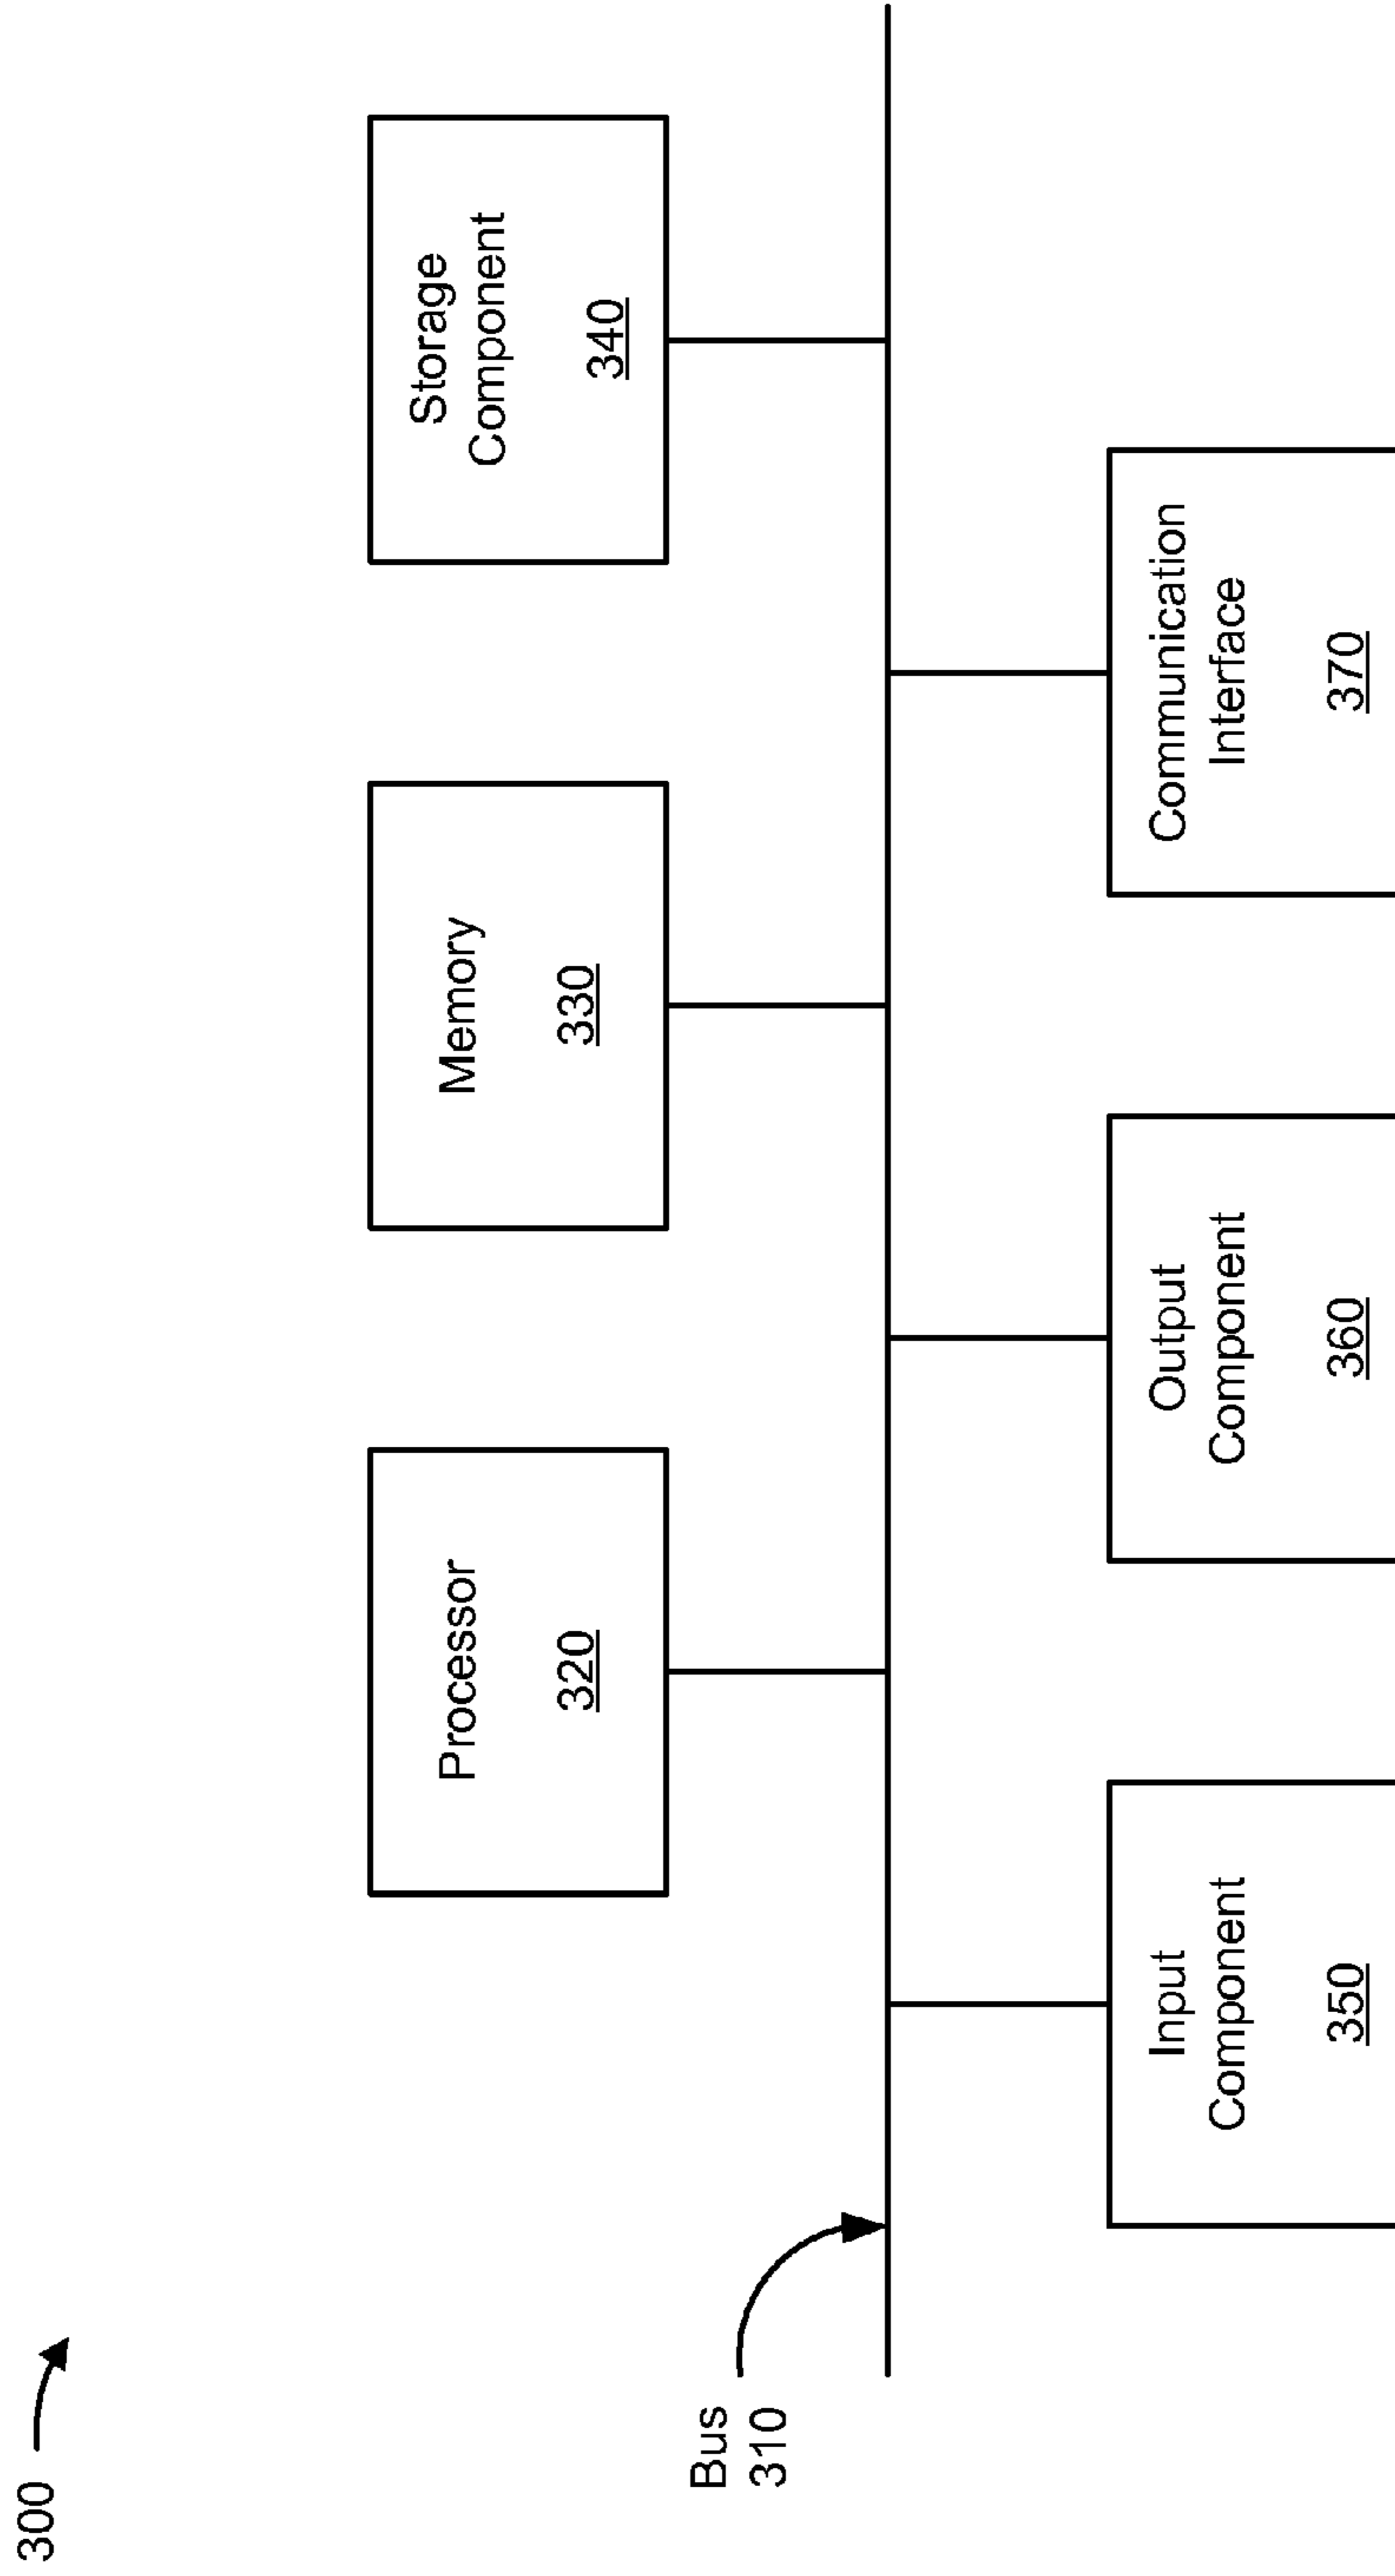 300
Processor
320
Memory
330
Storage
Component
340
Bus
310
Input
Component
350
Output
Component
360
Communication
Interface
370